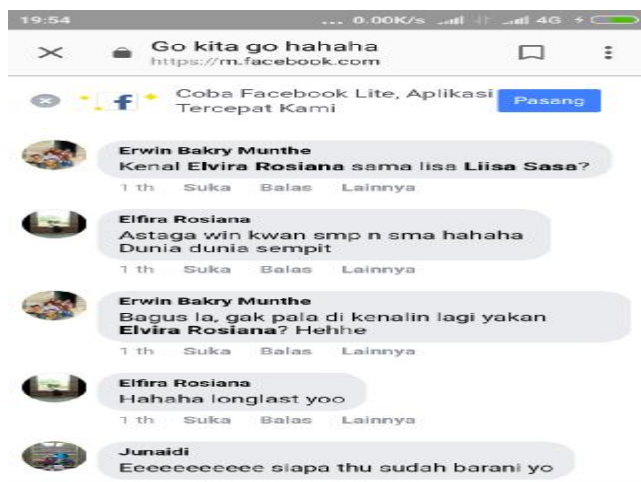 19:54 ... 0.00K/s 4G
Go kita go hahaha
https://m.facebook.com
Coba Facebook Lite, Aplikasi
Tercepat Kami
Pasang
Erwin Bakry Munthe
Kenal Elvira Rosiana sama lisa Liisa Sasa?
1 th Suka Balas Lainnya
Elfira Rosiana
Astaga win kwan smp n sma hahaha
Dunia dunia sempit
1 th Suka Balas Lainnya
Erwin Bakry Munthe
Bagus la, gak pala di kenalin lagi yakan
Elvira Rosiana? Hehhe
1 th Suka Balas Lainnya
Elfira Rosiana
Hahaha longlast yoo
1 th Suka Balas Lainnya
Junaidi
Eeeeeeeeeee siapa thu sudah barani yo